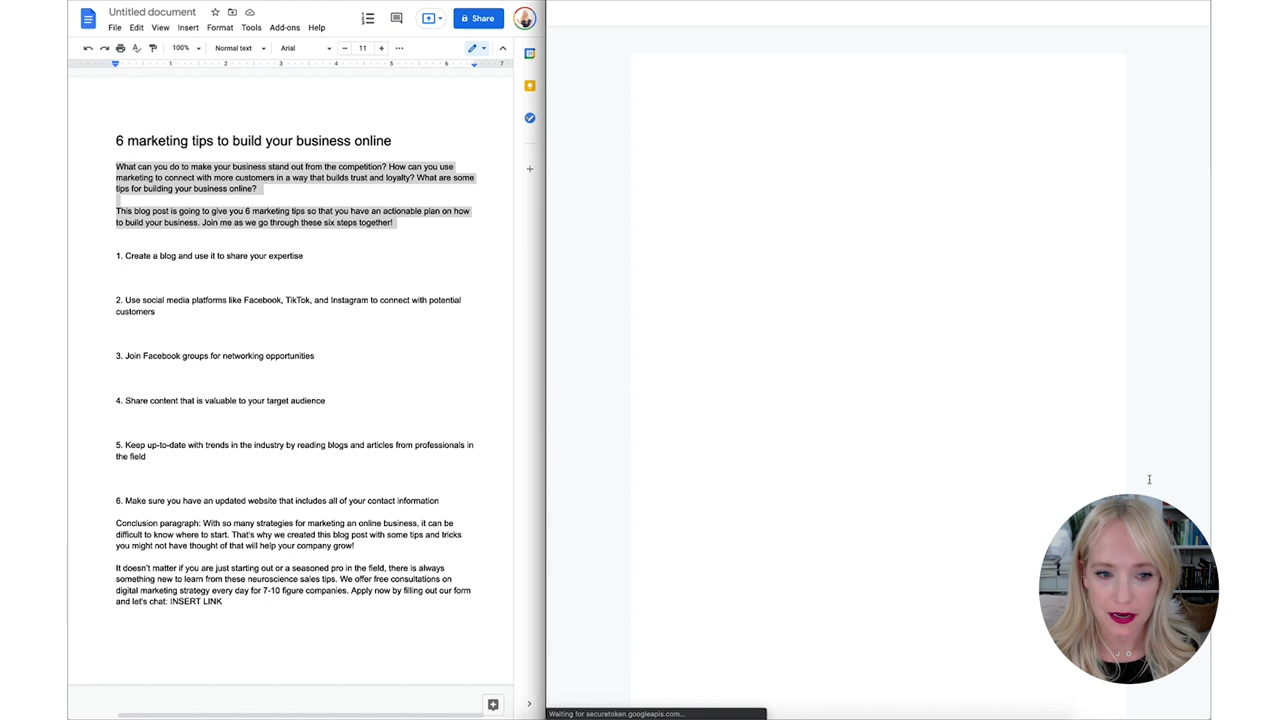 Untitled document
File Edit View Insert Format Tools Add-ons Help
Share
100% Normal text Arial 11
1 2 3 4 5 6 7
6 marketing tips to build your business online
What can you do to make your business stand out from the competition? How can you use
marketing to connect with more customers in a way that builds trust and loyalty? What are some
tips for building your business online?
This blog post is going to give you 6 marketing tips so that you have an actionable plan on how
to build your business. Join me as we go through these six steps together!
1. Create a blog and use it to share your expertise
2. Use social media platforms like Facebook, TikTok, and Instagram to connect with potential
customers
3. Join Facebook groups for networking opportunities
4. Share content that is valuable to your target audience
5. Keep up-to-date with trends in the industry by reading blogs and articles from professionals in
the field
6. Make sure you have an updated website that includes all of your contact information
Conclusion paragraph: With so many strategies for marketing an online business, it can be
difficult to know where to start. That's why we created this blog post with some tips and tricks
you might not have thought of that will help your company grow!
It doesn't matter if you are just starting out or a seasoned pro in the field, there is always
something new to learn from these neuroscience sales tips. We offer free consultations on
digital marketing strategy every day for 7-10 figure companies. Apply now by filling out our form
and let's chat: INSERT LINK
Waiting for securetoken.googleapis.com...